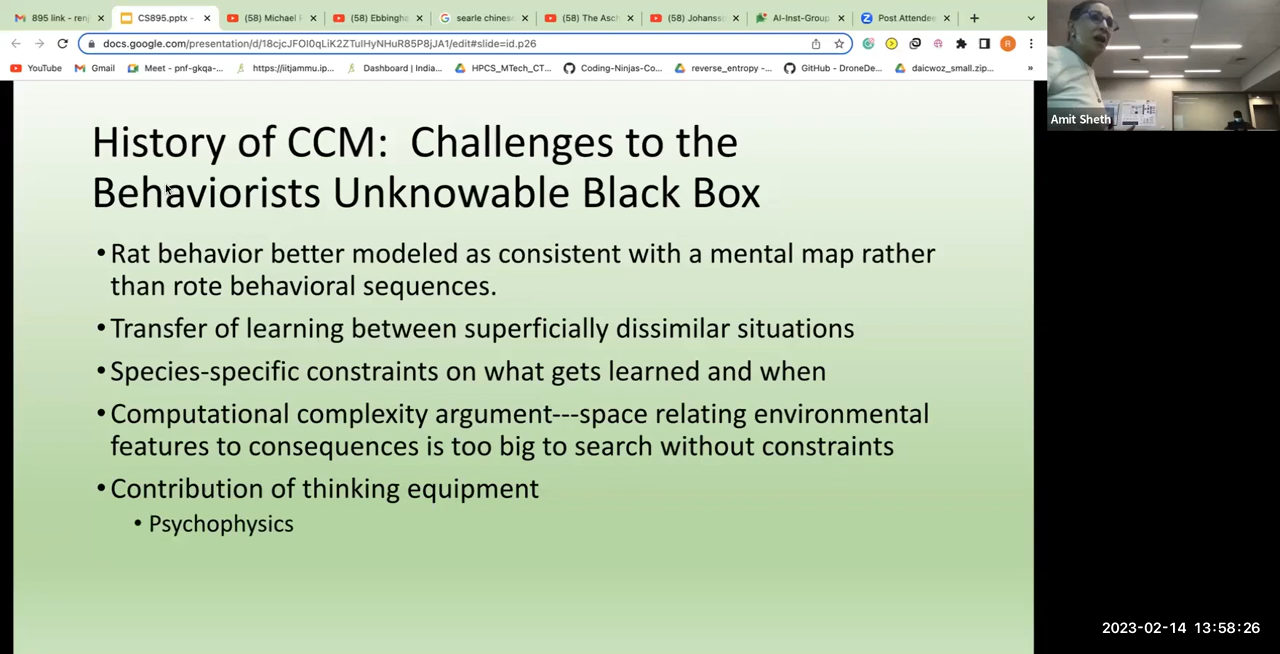 895 link - renj
CS895.pptx -
(58) Michael F
(58) Ebbingha
searle chinese
(58) The Asch
(58) Johansso
AI-Inst-Group
Post Attendee
docs.google.com/presentation/d/18cjcJFOI0qLiK2ZTulHyNHuR85P8jJA1/edit#slide=id.p26
R
YouTube
Gmail
Meet - pnf-gkqa-...
https://iitjammu.ip...
Dashboard | India...
HPCS_MTech_CT...
Coding-Ninjas-Co...
reverse_entropy -...
GitHub - DroneDe...
daicwoz_small.zip...
»
Amit Sheth
History of CCM: Challenges to the
Behaviorists Unknowable Black Box
• Rat behavior better modeled as consistent with a mental map rather
than rote behavioral sequences.
• Transfer of learning between superficially dissimilar situations
• Species-specific constraints on what gets learned and when
• Computational complexity argument---space relating environmental
features to consequences is too big to search without constraints
• Contribution of thinking equipment
• Psychophysics
2023-02-14 13:58:26